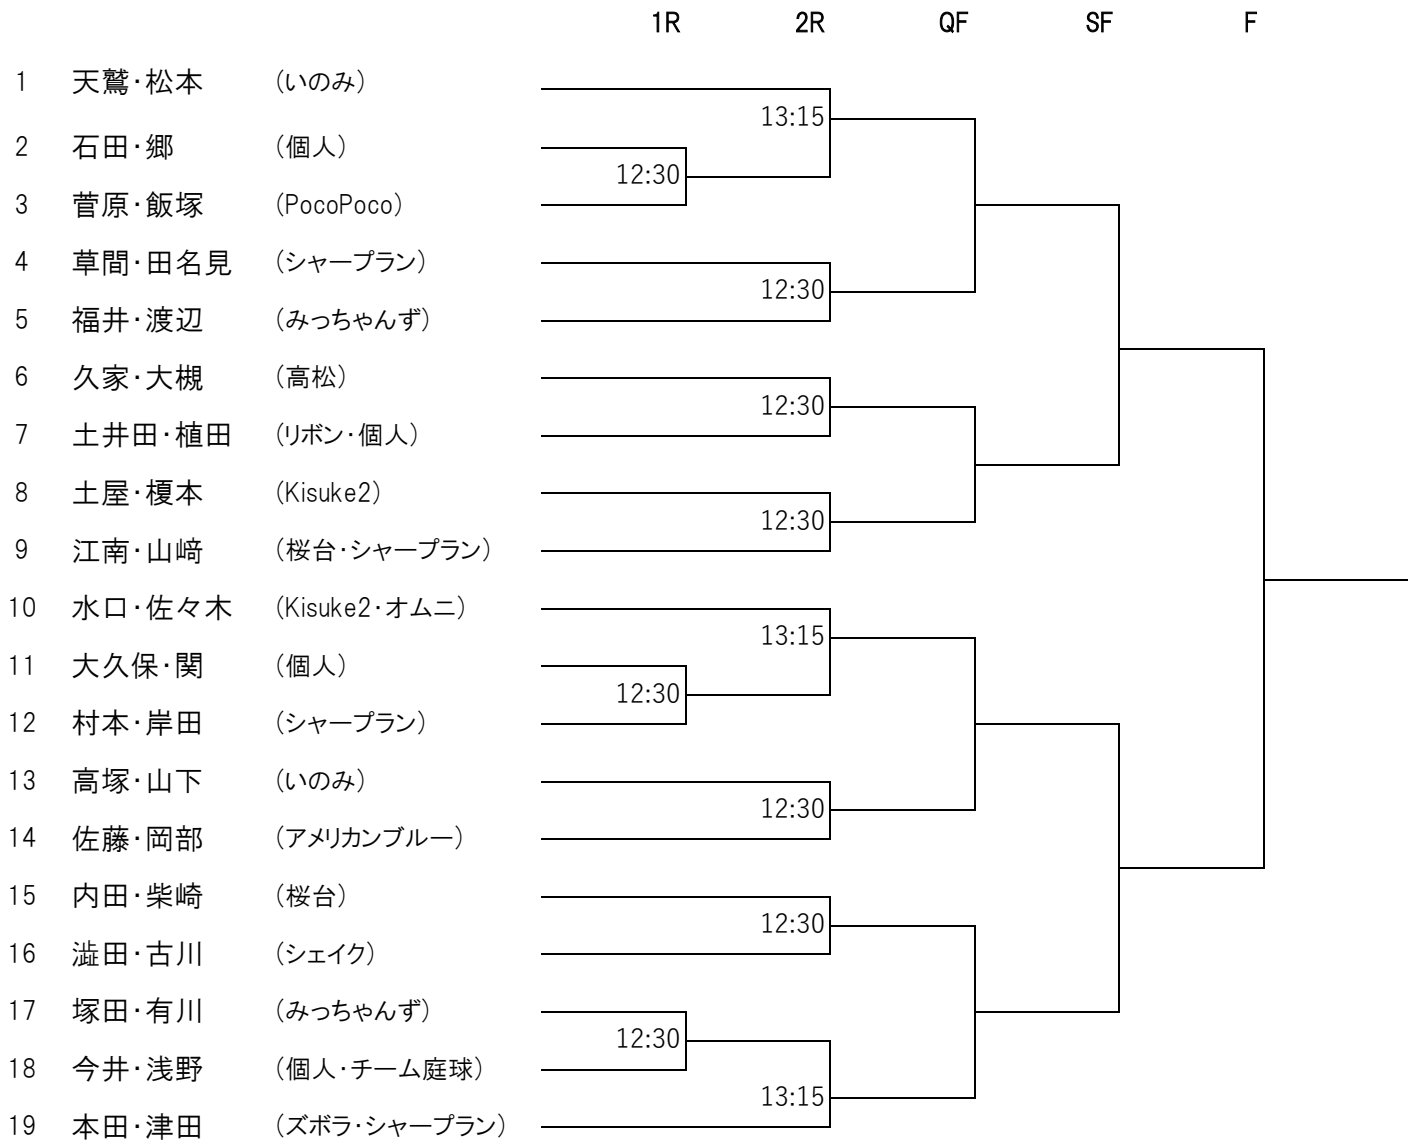 1R 2R QF SF F
1 天鷲・松本 (いのみ)
13:15
2 石田・郷 (個人)
12:30
3 菅原・飯塚 (PocoPoco)
4 草間・田名見 (シャープラン)
12:30
5 福井・渡辺 (みっちゃんず)
6 久家・大槻 (高松)
12:30
7 土井田・植田 (リボン・個人)
8 土屋・榎本 (Kisuke2)
12:30
9 江南・山﨑 (桜台・シャープラン)
10 水口・佐々木 (Kisuke2・オムニ)
13:15
11 大久保・関 (個人)
12:30
12 村本・岸田 (シャープラン)
13 高塚・山下 (いのみ)
12:30
14 佐藤・岡部 (アメリカンブルー)
15 内田・柴崎 (桜台)
12:30
16 澁田・古川 (シェイク)
17 塚田・有川 (みっちゃんず)
12:30
18 今井・浅野 (個人・チーム庭球)
13:15
19 本田・津田 (ズボラ・シャープラン)